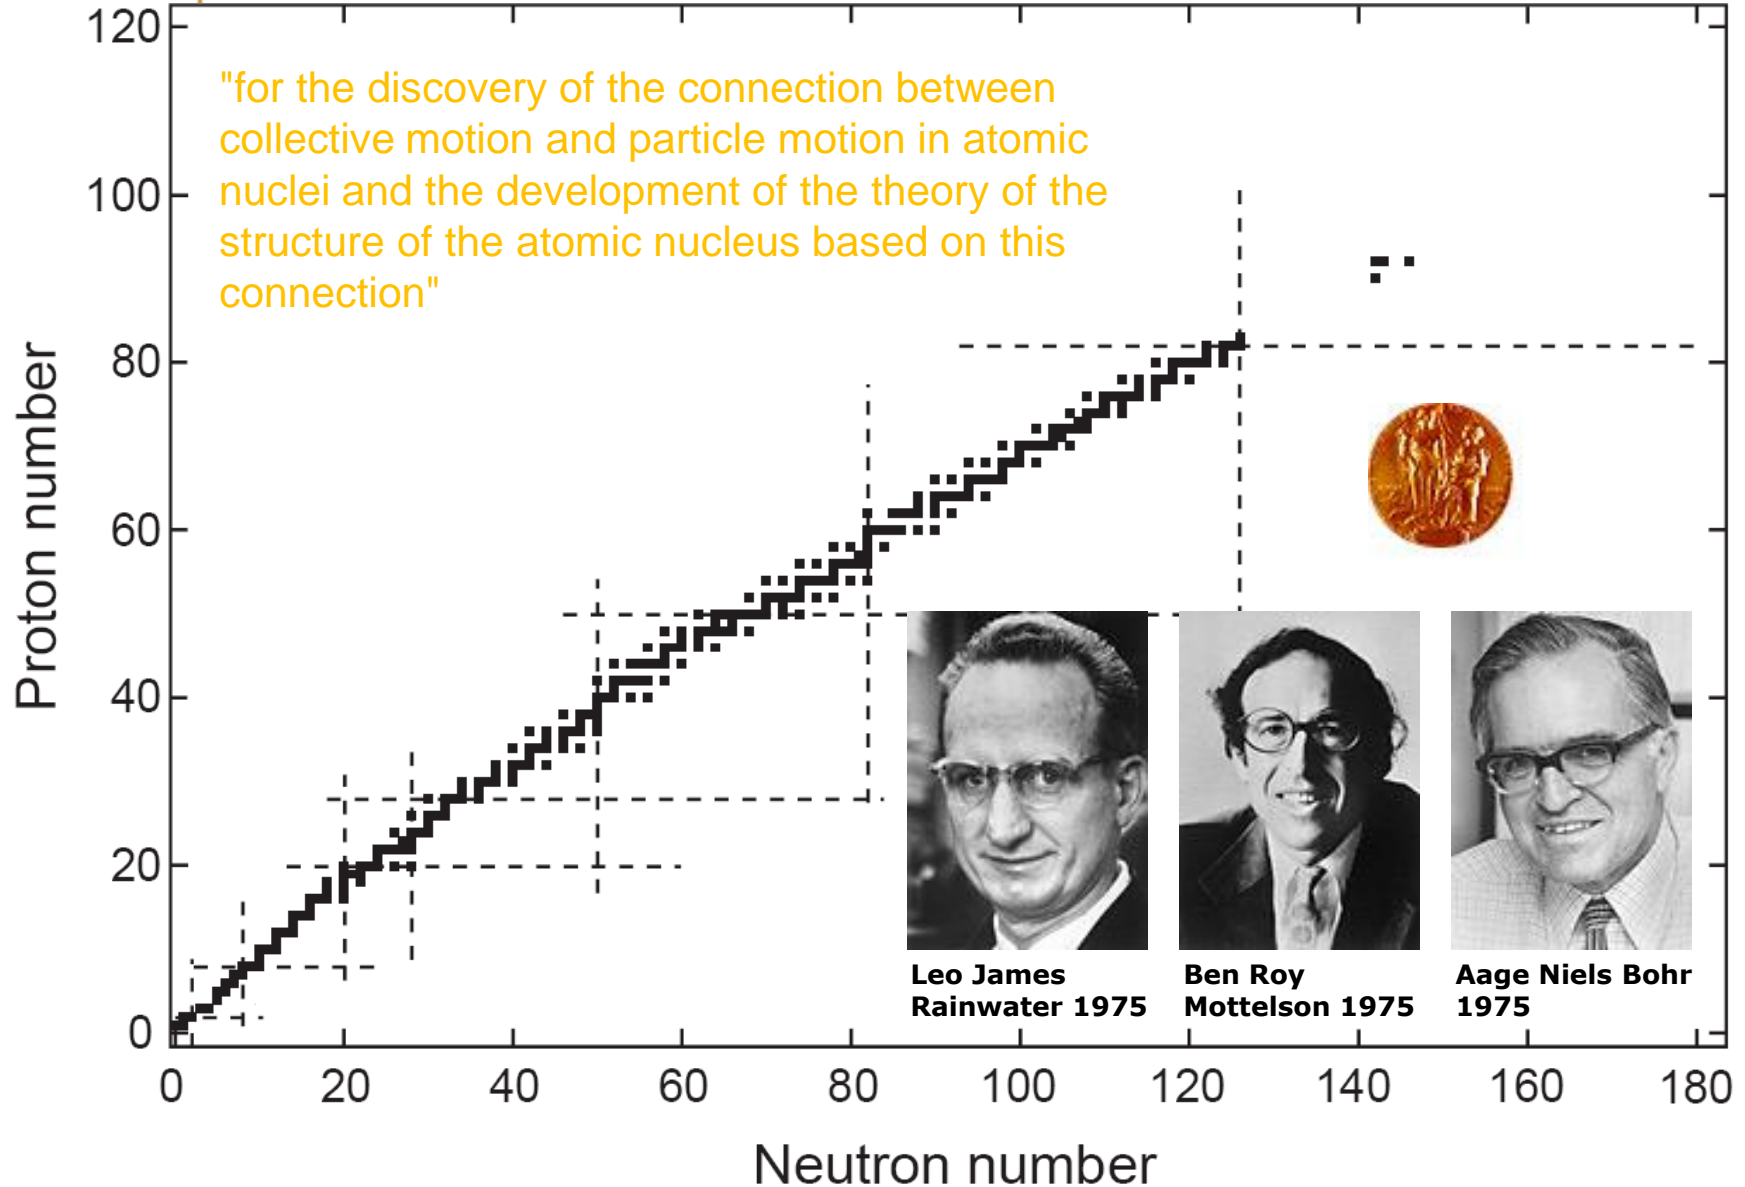 120
"for the discovery of the connection between
collective motion and particle motion in atomic
nuclei and the development of the theory of the
structure of the atomic nucleus based on this
connection"
100
80
60
40
20
0
Proton number
Leo James
Rainwater 1975
Ben Roy
Mottelson 1975
Aage Niels Bohr
1975
0 20 40 60 80 100 120 140 160 180
Neutron number